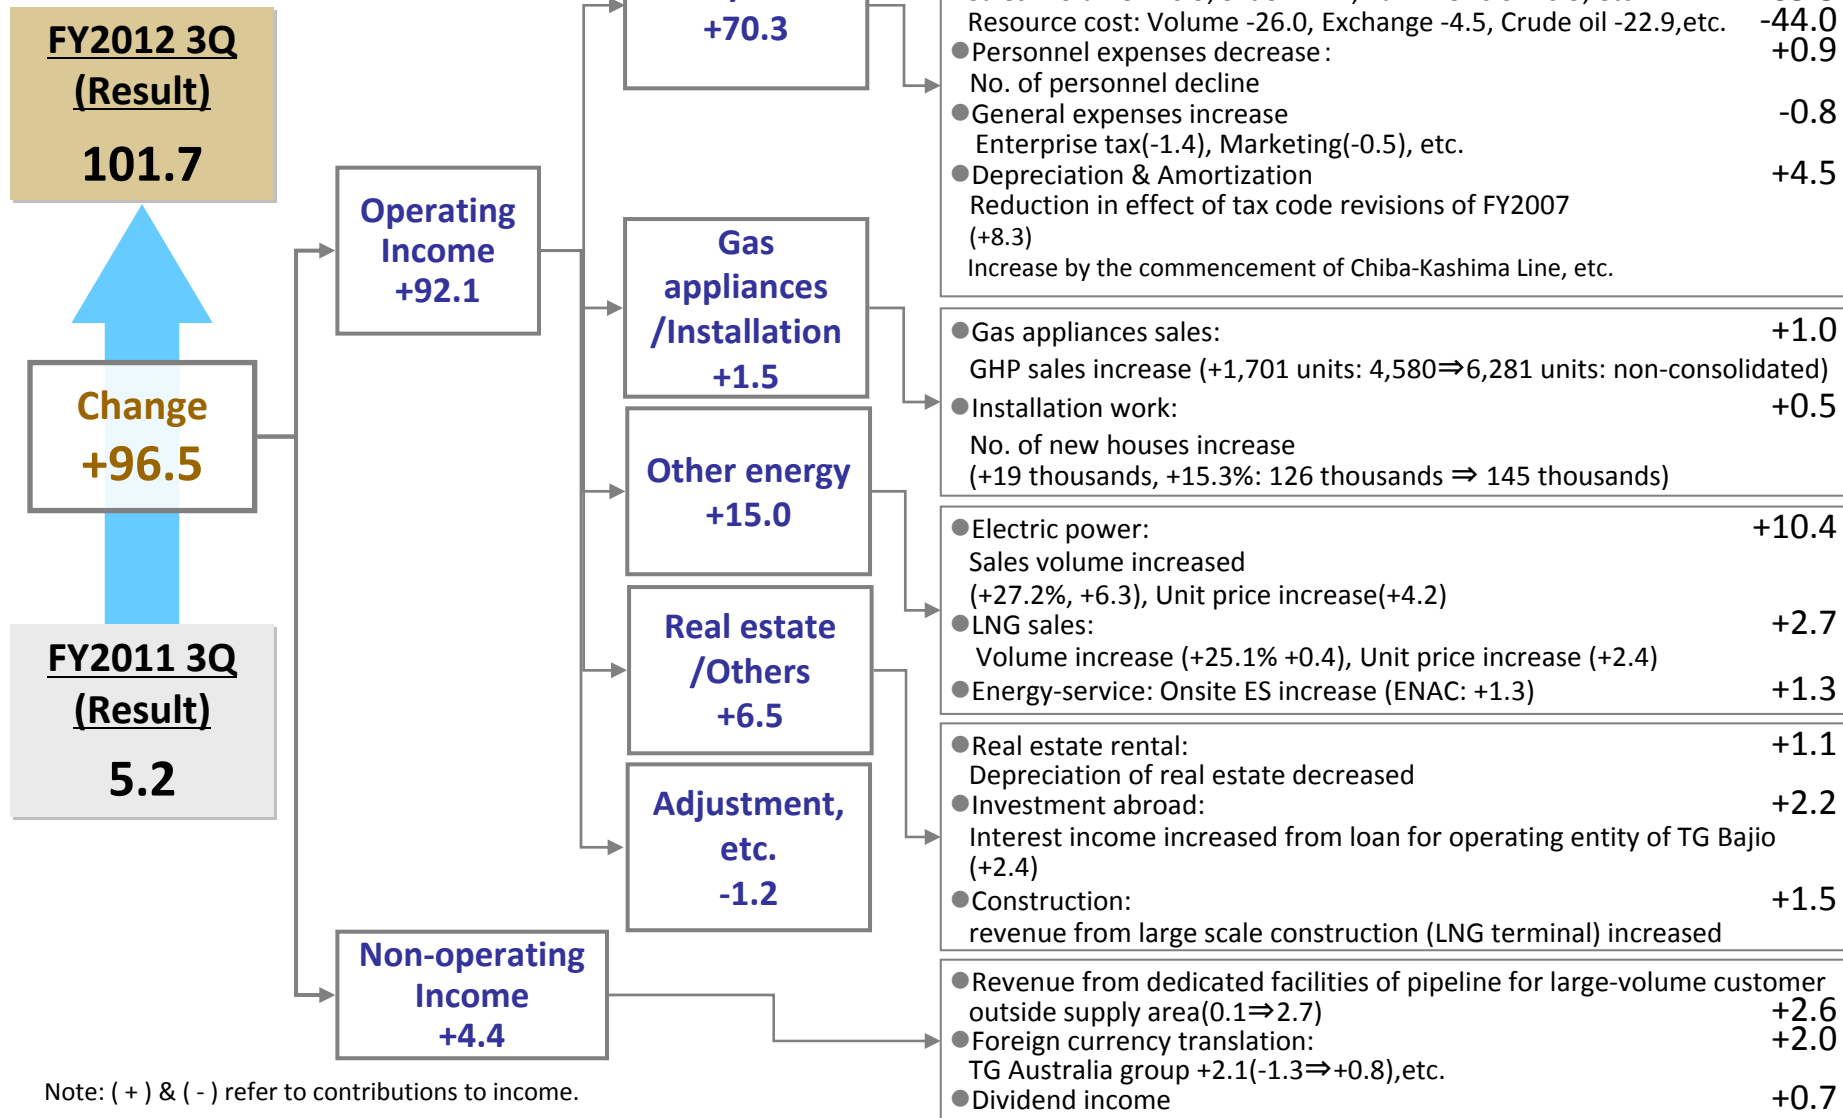 FY2012 3Q
(Result)
101.7
Change
+96.5
FY2011 3Q
(Result)
5.2
Operating
Income
+92.1
Non-operating
Income
+4.4
+70.3
Gas
appliances
/Installation
+1.5
Other energy
+15.0
Real estate
/Others
+6.5
Adjustment,
etc.
-1.2
Resource cost: Volume -26.0, Exchange -4.5, Crude oil -22.9,etc. -44.0
●Personnel expenses decrease: +0.9
No. of personnel decline
●General expenses increase -0.8
Enterprise tax(-1.4), Marketing(-0.5), etc.
●Depreciation & Amortization +4.5
Reduction in effect of tax code revisions of FY2007
(+8.3)
Increase by the commencement of Chiba-Kashima Line, etc.
●Gas appliances sales: +1.0
GHP sales increase (+1,701 units: 4,580⇒6,281 units: non-consolidated)
●Installation work: +0.5
No. of new houses increase
(+19 thousands, +15.3%: 126 thousands ⇒ 145 thousands)
●Electric power: +10.4
Sales volume increased
(+27.2%, +6.3), Unit price increase(+4.2)
●LNG sales: +2.7
Volume increase (+25.1% +0.4), Unit price increase (+2.4)
●Energy-service: Onsite ES increase (ENAC: +1.3) +1.3
●Real estate rental: +1.1
Depreciation of real estate decreased
●Investment abroad: +2.2
Interest income increased from loan for operating entity of TG Bajio
(+2.4)
●Construction: +1.5
revenue from large scale construction (LNG terminal) increased
●Revenue from dedicated facilities of pipeline for large-volume customer
outside supply area(0.1⇒2.7) +2.6
●Foreign currency translation: +2.0
TG Australia group +2.1(-1.3⇒+0.8),etc.
●Dividend income +0.7
Note: ( + ) & ( - ) refer to contributions to income.